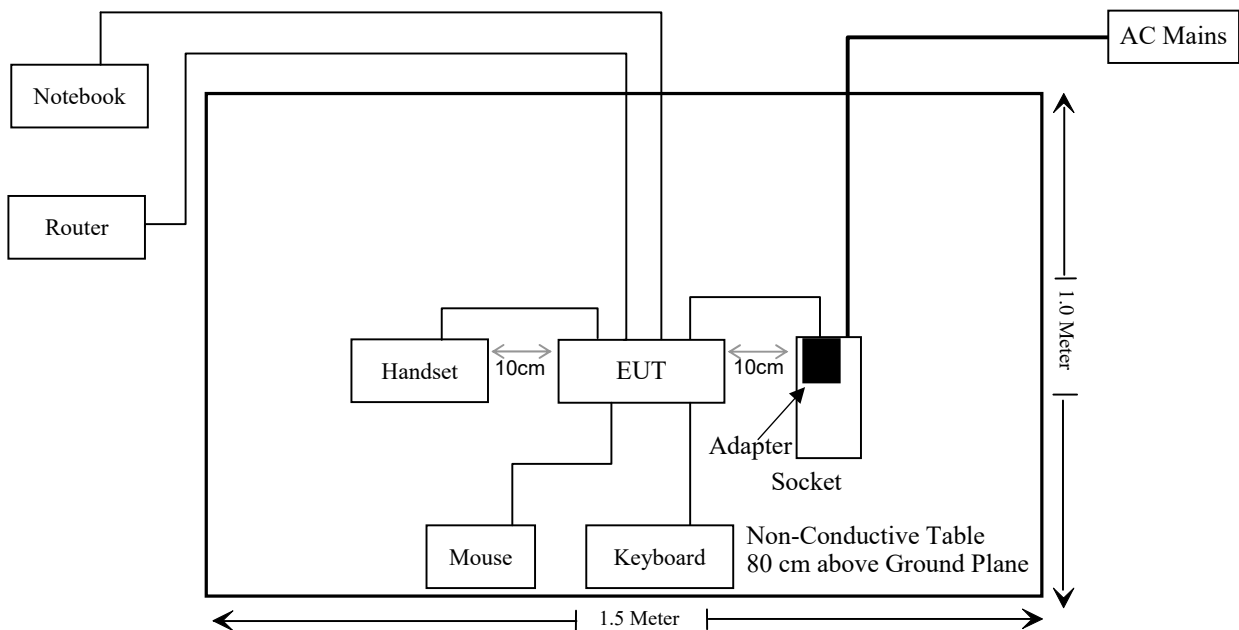 AC Mains
Notebook
Router
1.0 Meter
Handset
10cm
EUT
10cm
Adapter
Socket
Mouse
Keyboard
Non-Conductive Table
80 cm above Ground Plane
1.5 Meter